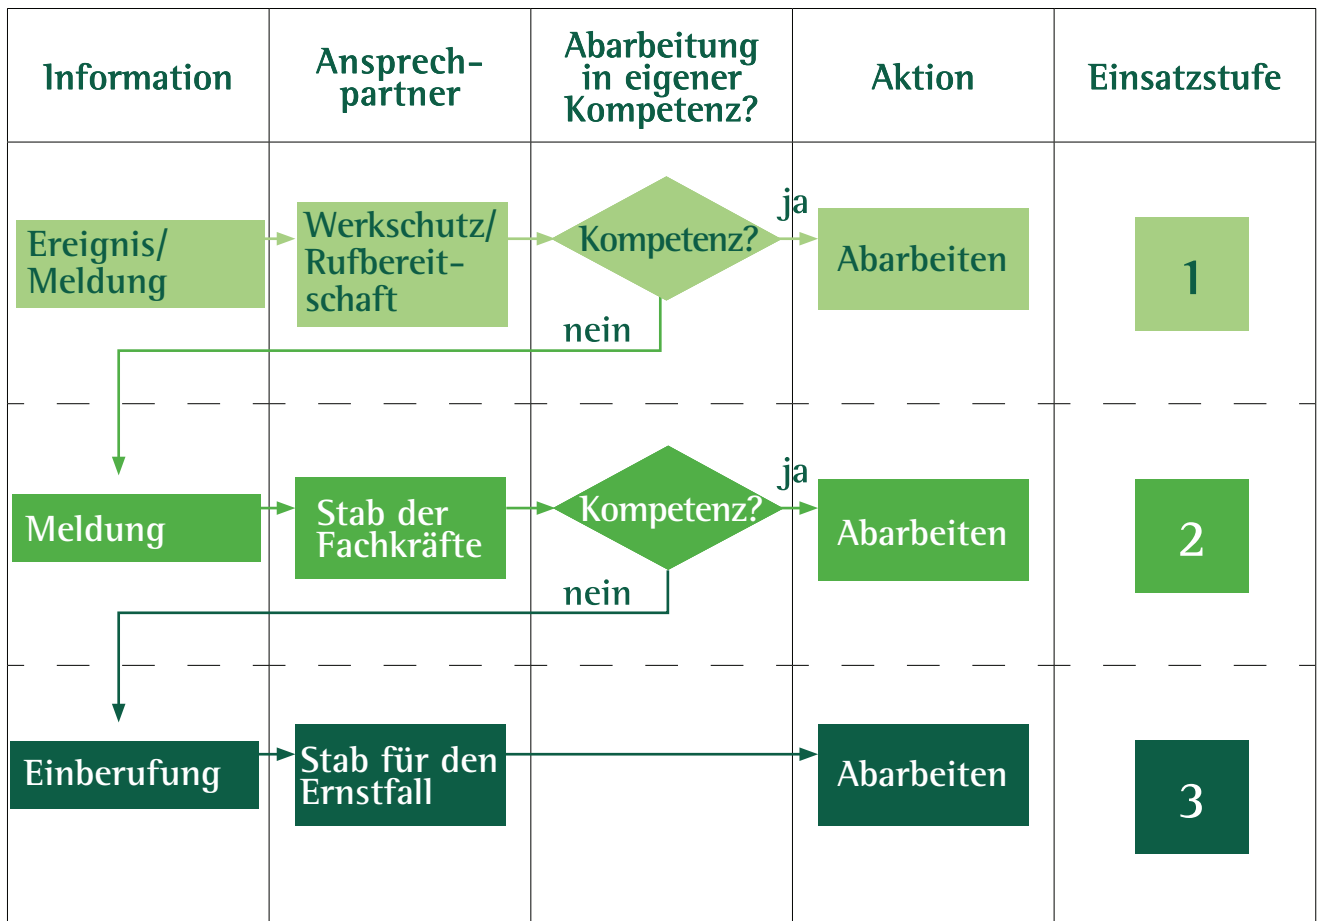 Information
Ansprech-
partner
Abarbeitung
in eigener
Kompetenz?
Aktion
Einsatzstufe
Ereignis/
Meldung
Werkschutz/
Rufbereit-
schaft
Kompetenz?
ja
Abarbeiten
1
nein
Meldung
Stab der
Fachkräfte
Kompetenz?
ja
Abarbeiten
2
nein
Einberufung
Stab für den
Ernstfall
Abarbeiten
3